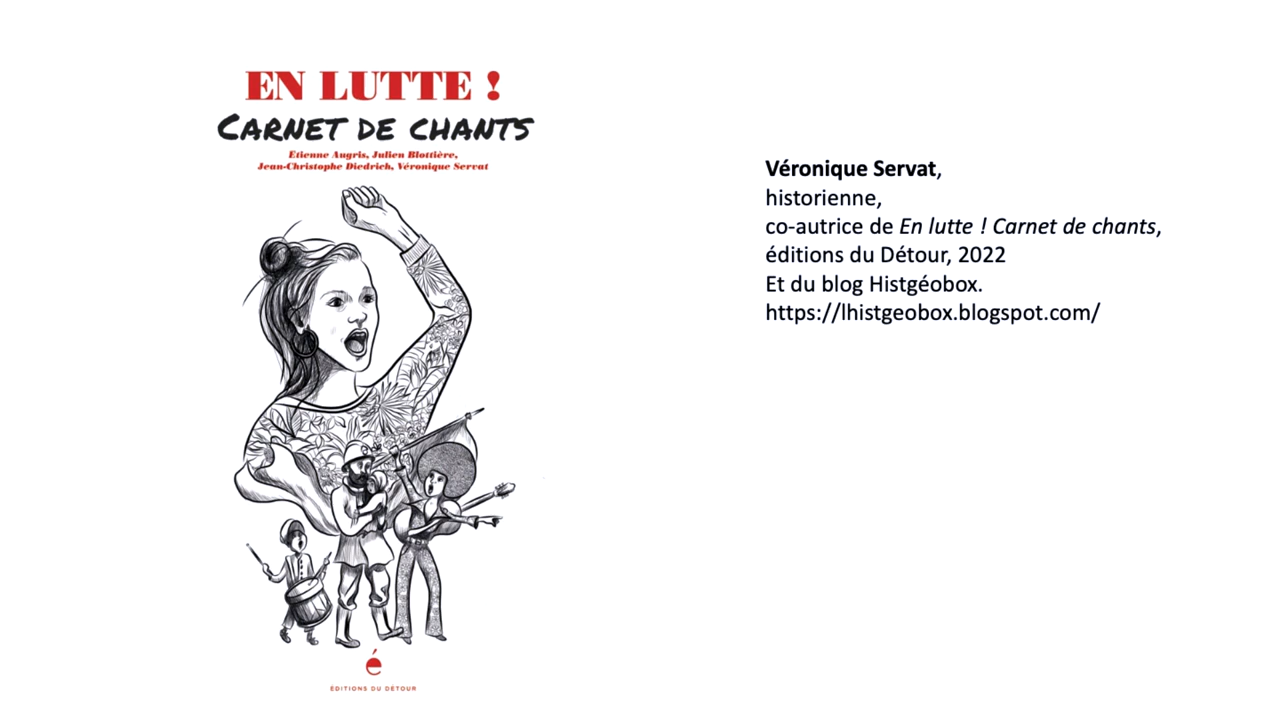 EN LUTTE !
CARNET DE CHANTS
Étienne Augris, Julien Blottière,
Jean-Christophe Diedrich, Véronique Servat
é
ÉDITIONS DU DÉTOUR
Véronique Servat,
historienne,
co-autrice de En lutte ! Carnet de chants,
éditions du Détour, 2022
Et du blog Histgéobox.
https://lhistgeobox.blogspot.com/